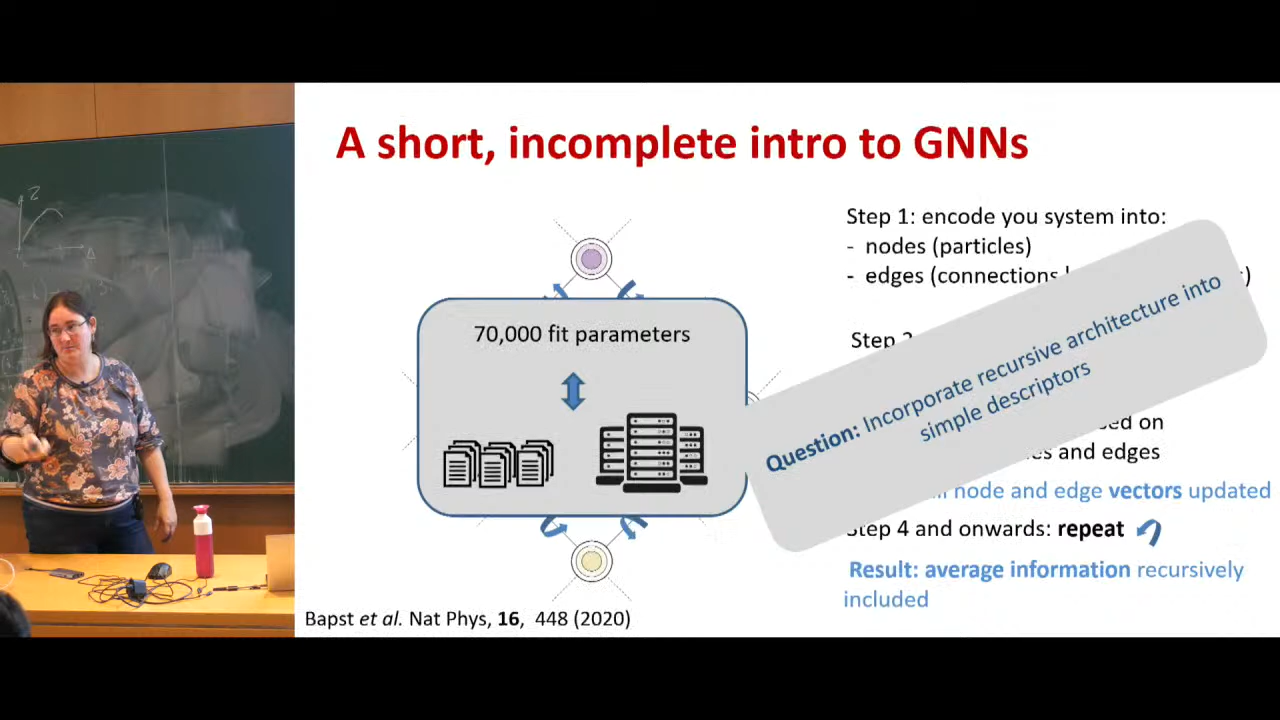 A short, incomplete intro to GNNs
Step 1: encode you system into:
- nodes (particles)
- edges (connections
Step
70,000 fit parameters
Question: Incorporate recursive architecture into
simple descriptors
on
and edges
node and edge vectors updated
Step 4 and onwards: repeat
Result: average information recursively
included
Bapst et al. Nat Phys, 16, 448 (2020)